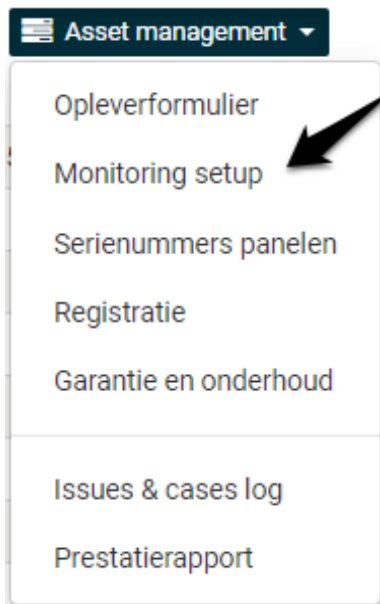 Asset management
Opleverformulier
Monitoring setup
Serienummers panelen
Registratie
Garantie en onderhoud
Issues & cases log
Prestatierapport